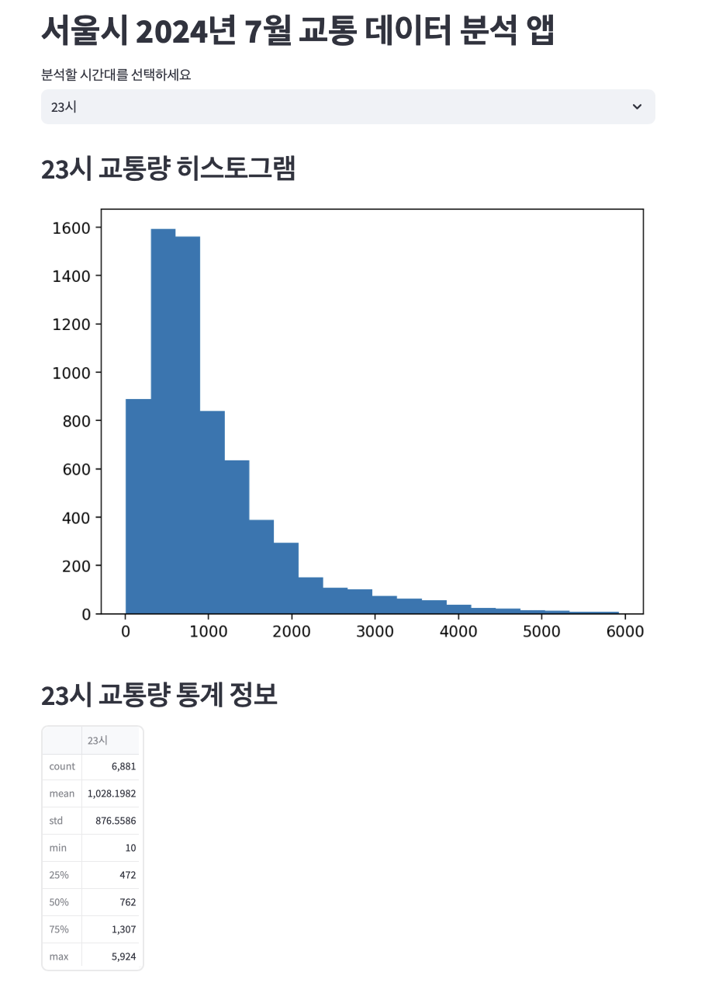 서울시 2024년 7월 교통 데이터 분석 앱
분석할 시간대를 선택하세요
23시
23시 교통량 히스토그램
1600
1400
1200
1000
800
600
400
200
0
0 1000 2000 3000 4000 5000 6000
23시 교통량 통계 정보
23시
count 6,881
mean 1,028.1982
std 876.5586
min 10
25% 472
50% 762
75% 1,307
max 5,924